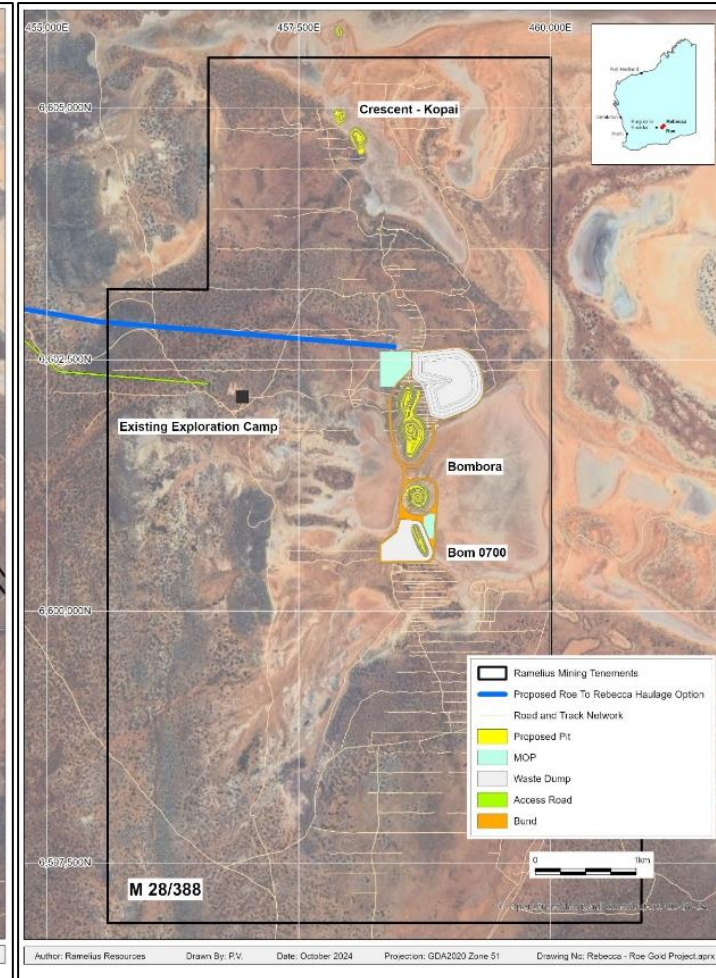 455,000E
457,500E
460,000E
6,605,000N
Crescent - Kopai
Rebecca
Roe
6,602,500N
Existing Exploration Camp
Bombora
Bom 0700
6,600,000N
Ramelius Mining Tenements
Proposed Roe To Rebecca Haulage Option
Road and Track Network
Proposed Pit
MOP
Waste Dump
Access Road
Bund
6,597,500N
0 1km
M 28/388
Author: Ramelius Resources Drawn By: P.V. Date: October 2024 Projection: GDA2020 Zone 51 Drawing No: Rebecca - Roe Gold Project.aprx